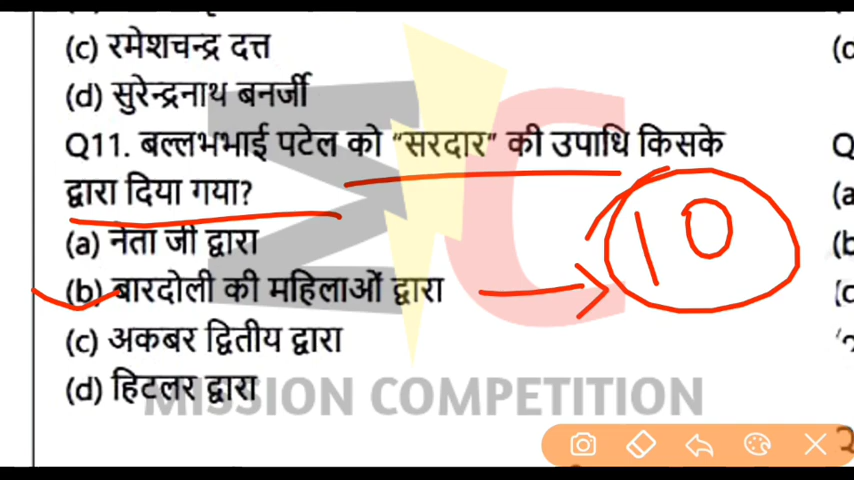 (c) रमेशचन्द्र दत्त
(d) सुरेन्द्रनाथ बनर्जी
Q11. बल्लभभाई पटेल को “सरदार” की उपाधि किसके
द्वारा दिया गया?
(a) नेता जी द्वारा
(b) बारदोली की महिलाओं द्वारा
10
(c) अकबर द्वितीय द्वारा
(d) हिटलर द्वारा
MISSION COMPETITION